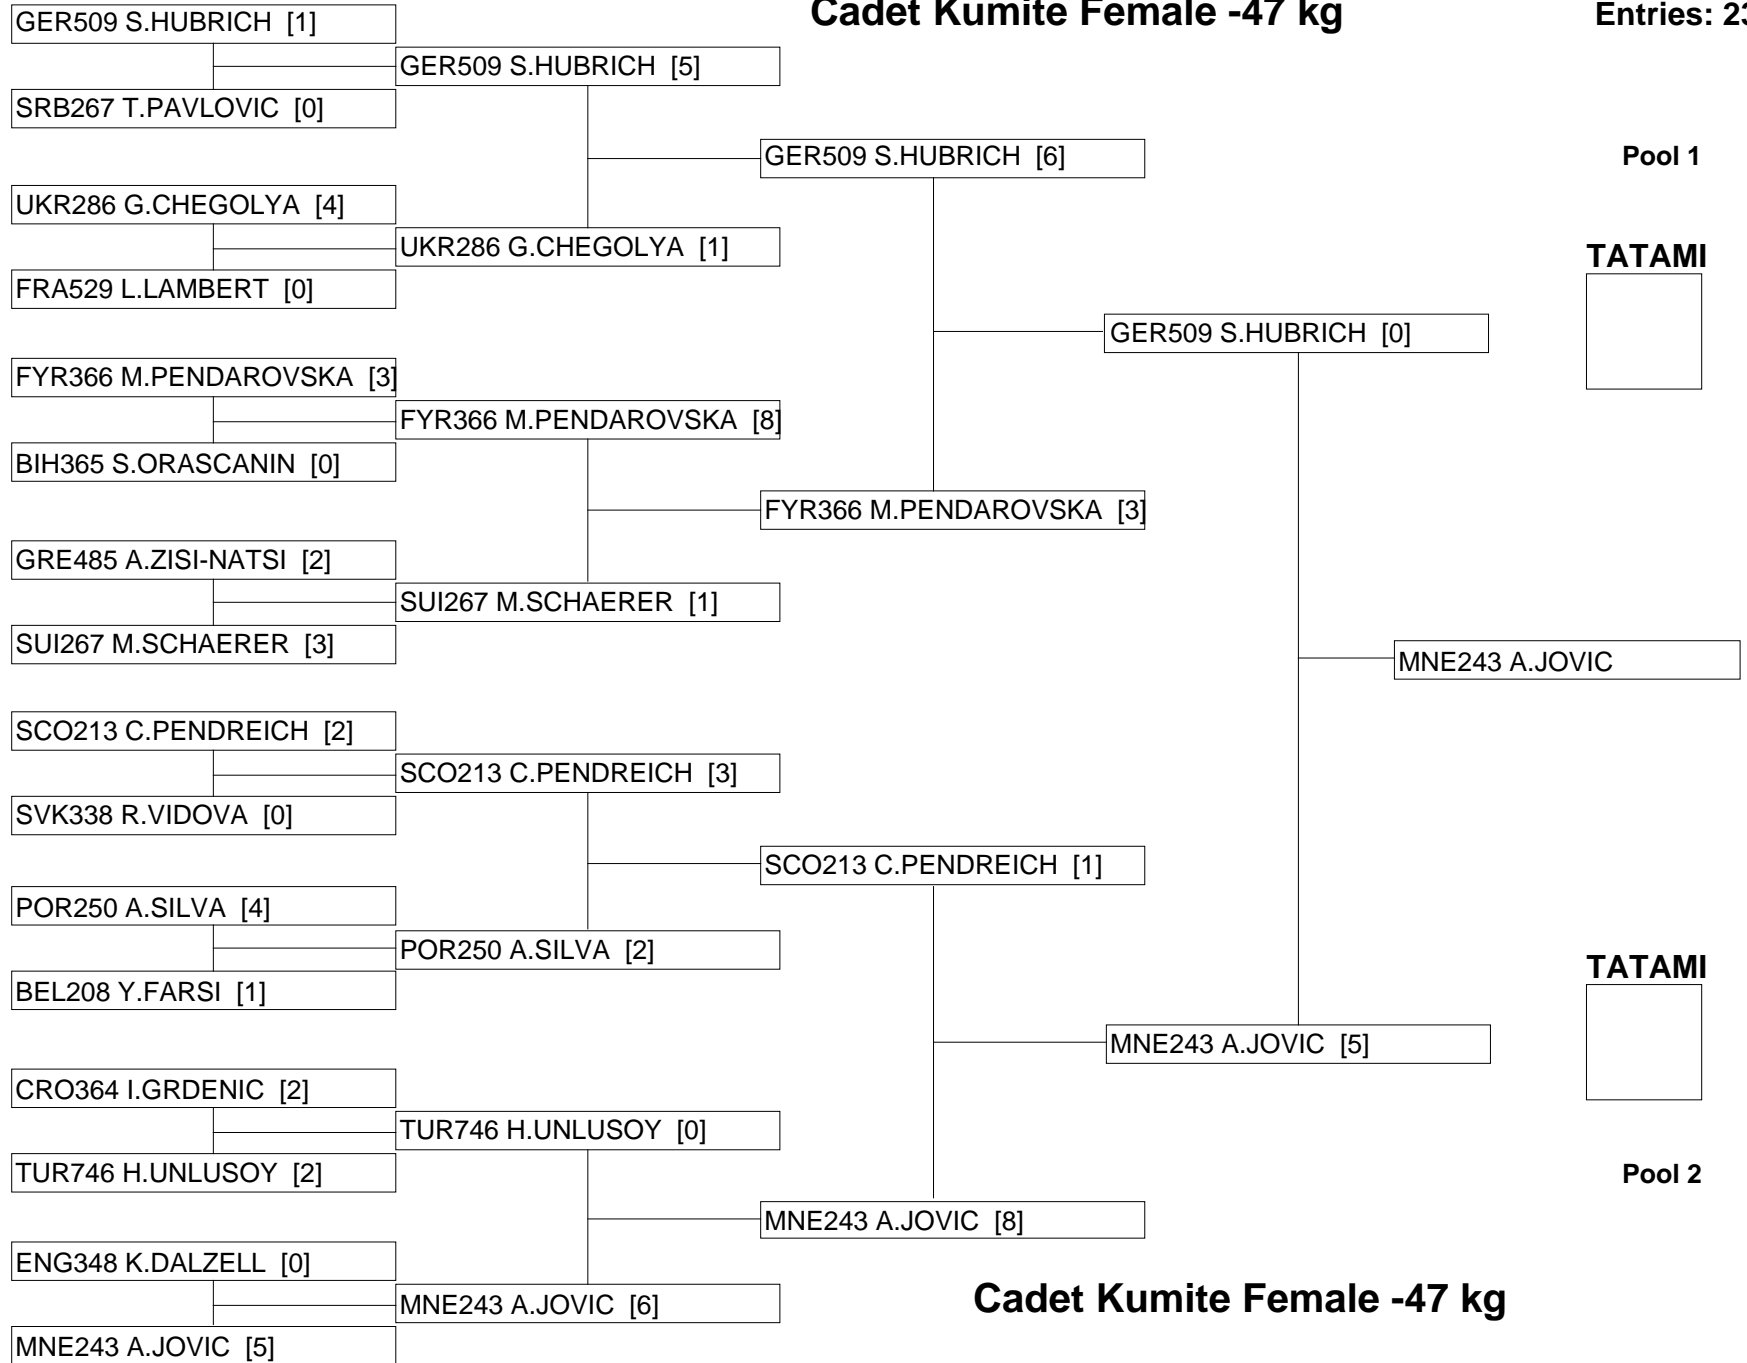 Cadet Kumite Female -47 kg
Entries: 23
GER509 S.HUBRICH [1]
SRB267 T.PAVLOVIC [0]
UKR286 G.CHEGOLYA [4]
FRA529 L.LAMBERT [0]
FYR366 M.PENDAROVSKA [3]
BIH365 S.ORASCANIN [0]
GRE485 A.ZISI-NATSI [2]
SUI267 M.SCHAERER [3]
SCO213 C.PENDREICH [2]
SVK338 R.VIDOVA [0]
POR250 A.SILVA [4]
BEL208 Y.FARSI [1]
CRO364 I.GRDENIC [2]
TUR746 H.UNLUSOY [2]
ENG348 K.DALZELL [0]
MNE243 A.JOVIC [5]
GER509 S.HUBRICH [5]
UKR286 G.CHEGOLYA [1]
FYR366 M.PENDAROVSKA [8]
SUI267 M.SCHAERER [1]
SCO213 C.PENDREICH [3]
POR250 A.SILVA [2]
TUR746 H.UNLUSOY [0]
MNE243 A.JOVIC [6]
GER509 S.HUBRICH [6]
FYR366 M.PENDAROVSKA [3]
SCO213 C.PENDREICH [1]
MNE243 A.JOVIC [8]
GER509 S.HUBRICH [0]
MNE243 A.JOVIC [5]
MNE243 A.JOVIC
Pool 1
TATAMI
TATAMI
Pool 2
Cadet Kumite Female -47 kg